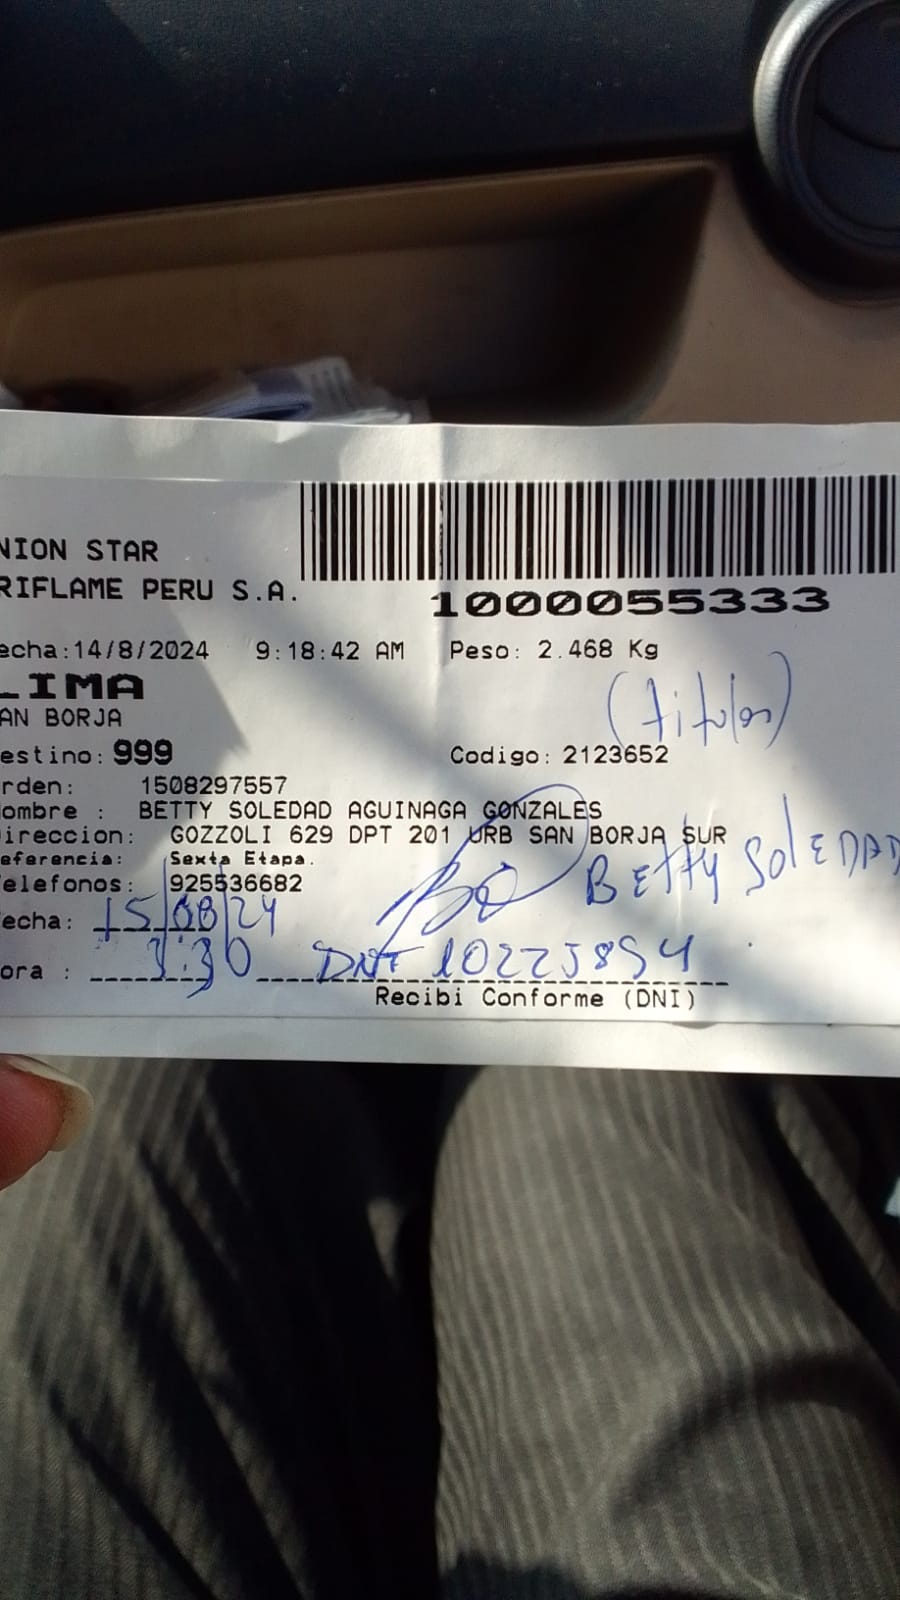 NION STAR
RIFLAME PERU S.A.
1000055333
echa:14/8/2024 9:18:42 AM Peso: 2.468 Kg
LIMA
AN BORJA
(titular)
estino: 999 Codigo: 2123652
rden: 1508297557
ombre : BETTY SOLEDAD AGUINAGA GONZALES
ireccion: GOZZOLI 629 DPT 201 URB SAN BORJA SUR
eferencia: Sexta Etapa.
Betty SolEDAD
elefonos: 925536682
echa: 15/08/24
ora : 3:30 DNI 10225854
Recibi Conforme (DNI)